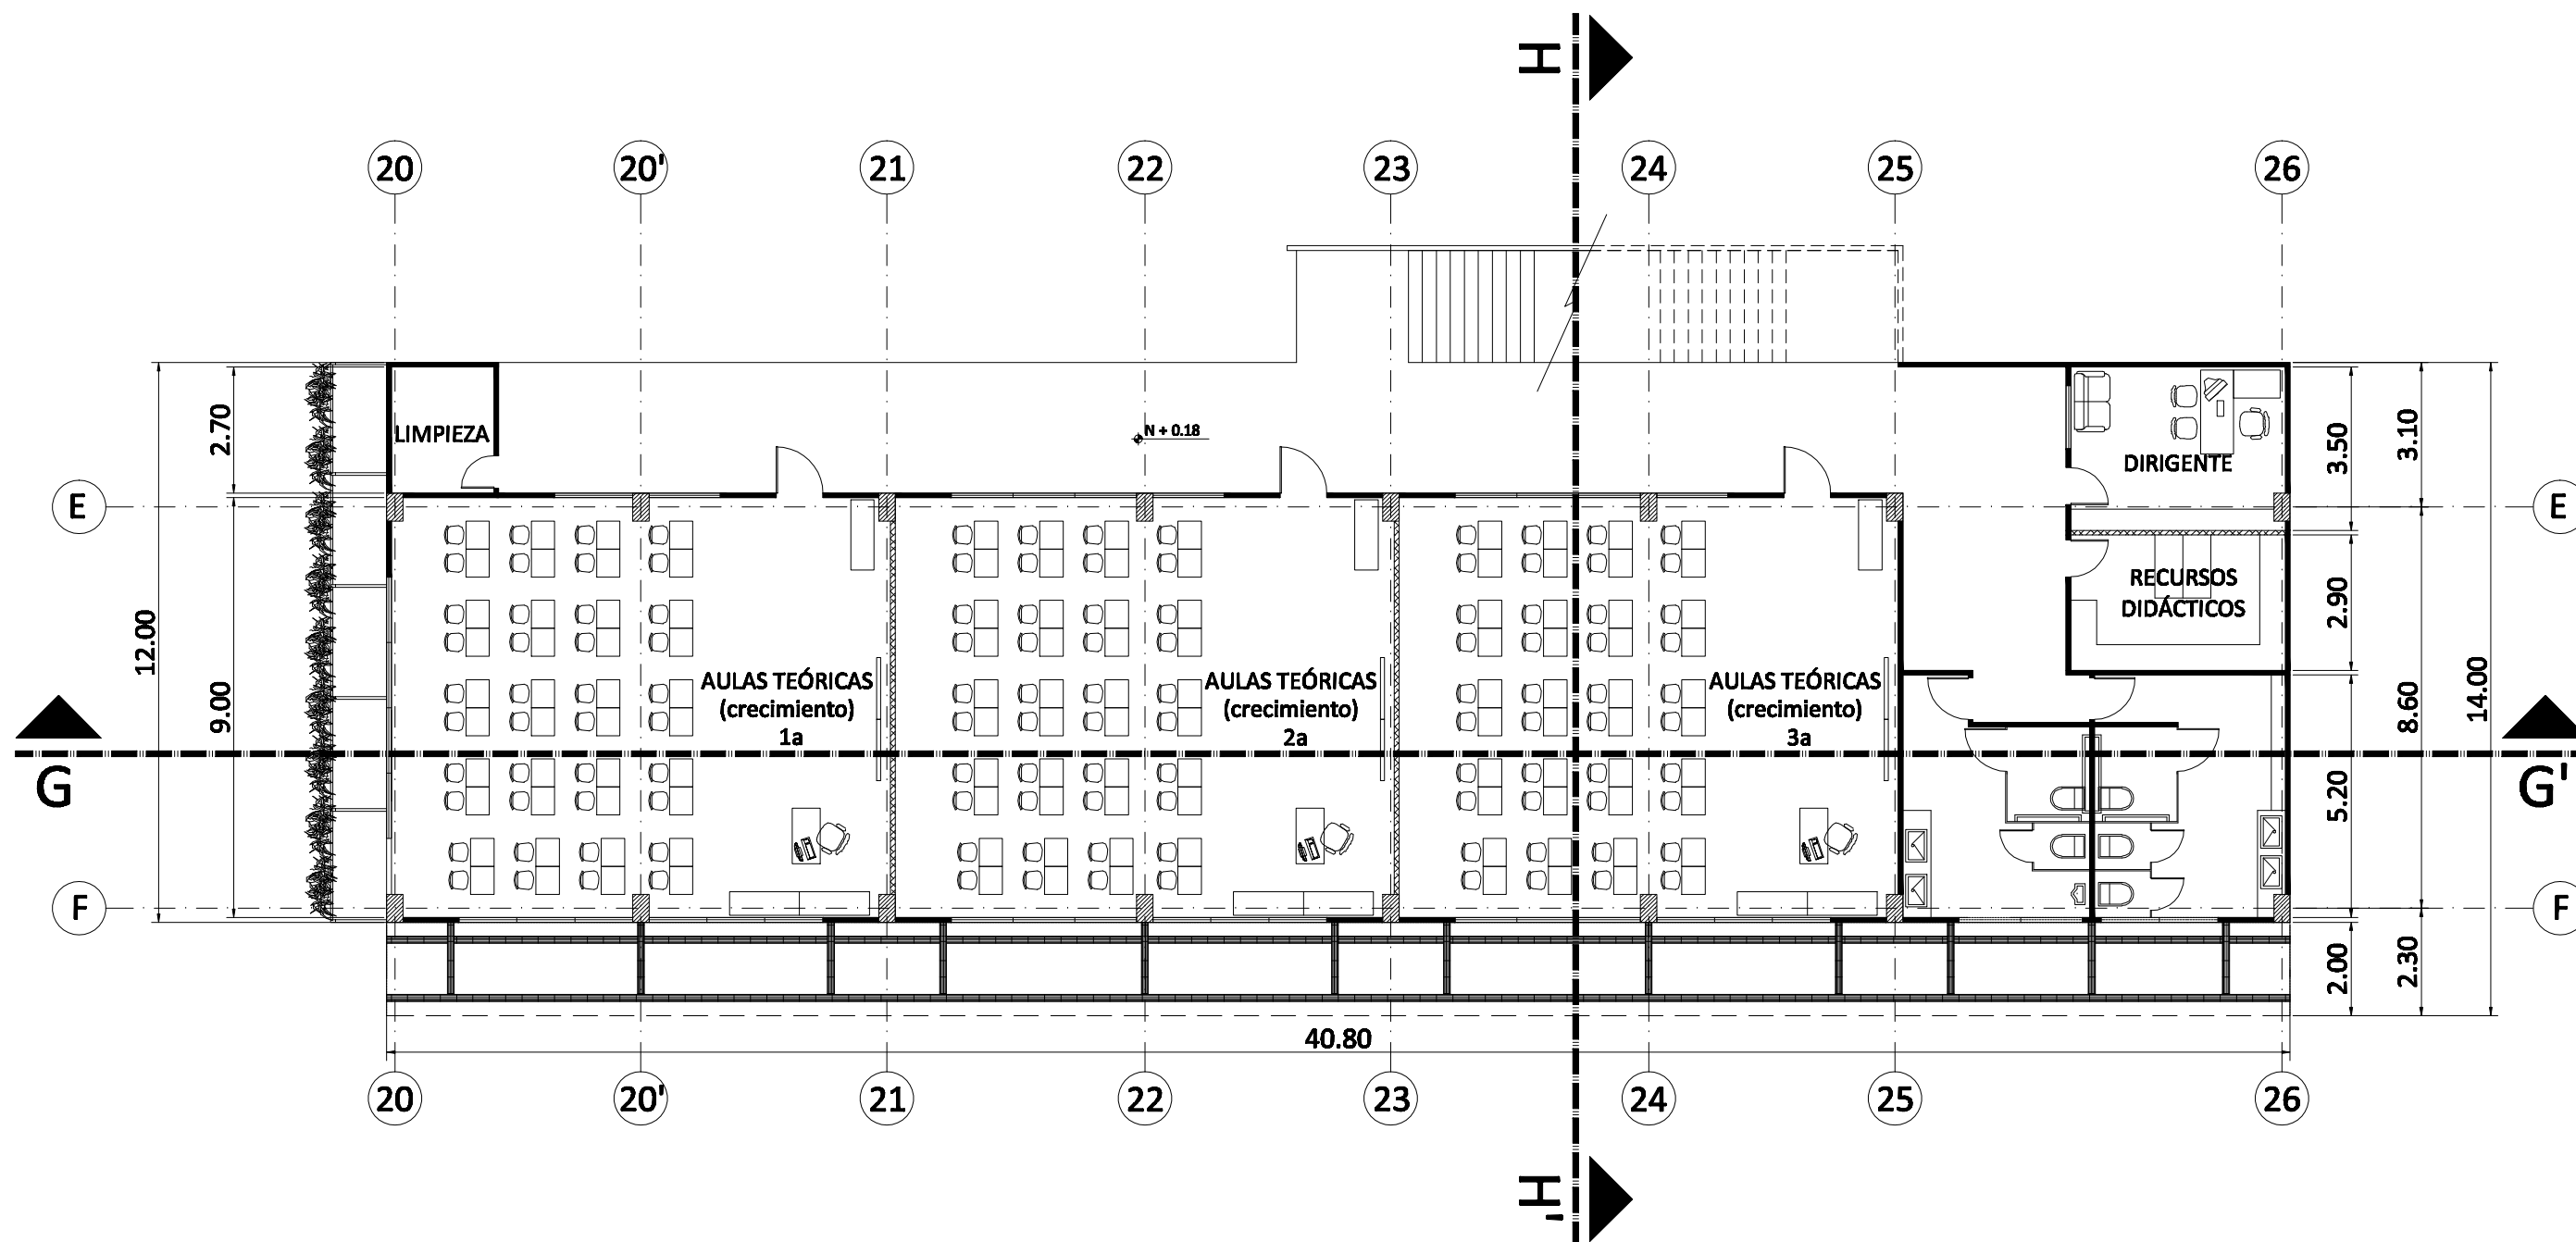 H
20
20'
21
22
23
24
25
26
2.70
LIMPIEZA
N + 0.18
DIRIGENTE
3.50
3.10
E
E
12.00
9.00
RECURSOS
DIDÁCTICOS
2.90
AULAS TEÓRICAS
(crecimiento)
1a
AULAS TEÓRICAS
(crecimiento)
2a
AULAS TEÓRICAS
(crecimiento)
3a
8.60
14.00
G
G'
5.20
F
F
2.00
2.30
40.80
20
20'
21
22
23
24
25
26
H'